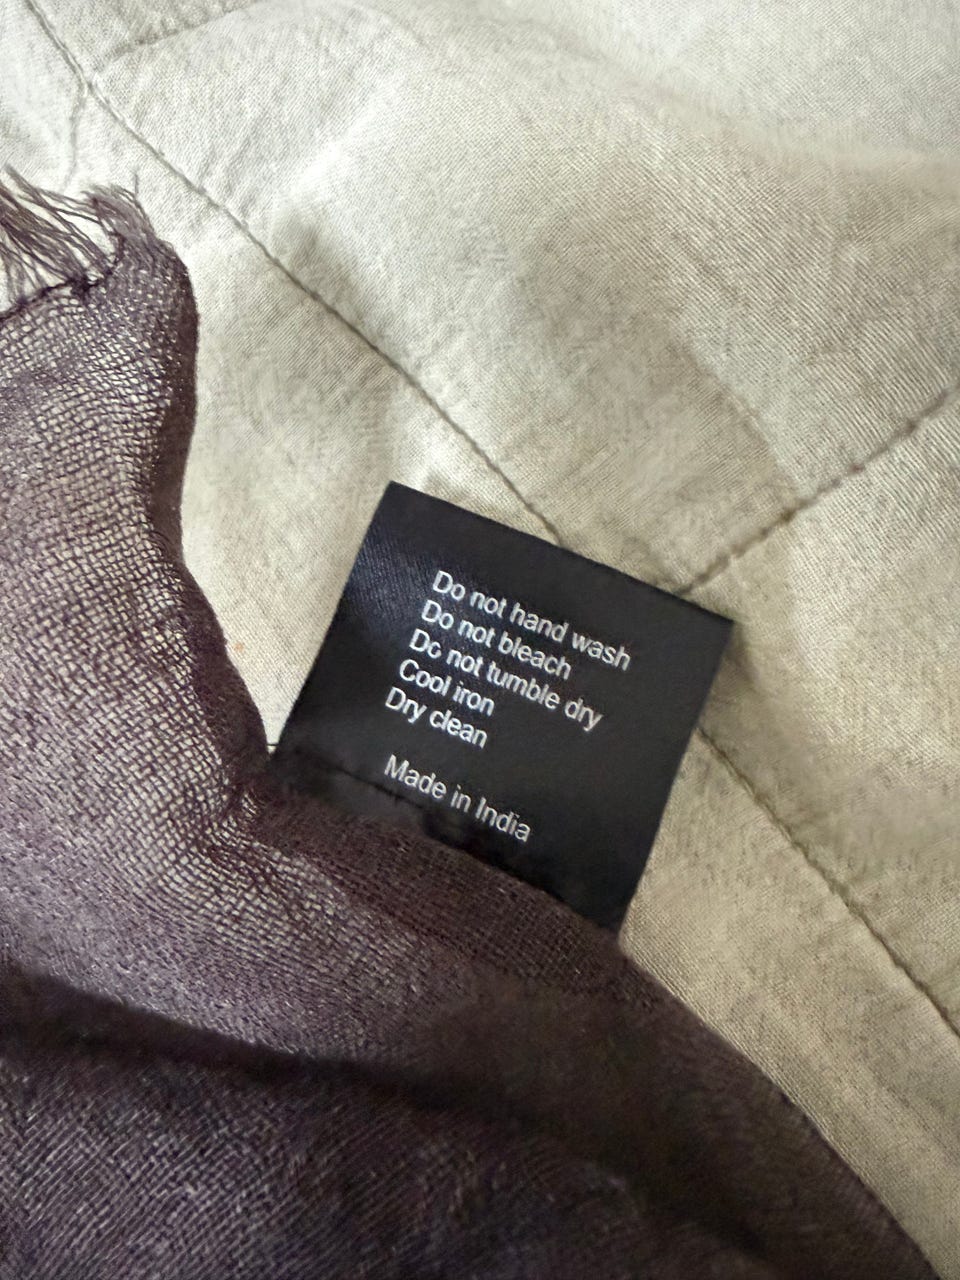 Do not hand wash
Do not bleach
Do not tumble dry
Cool iron
Dry clean
Made in India